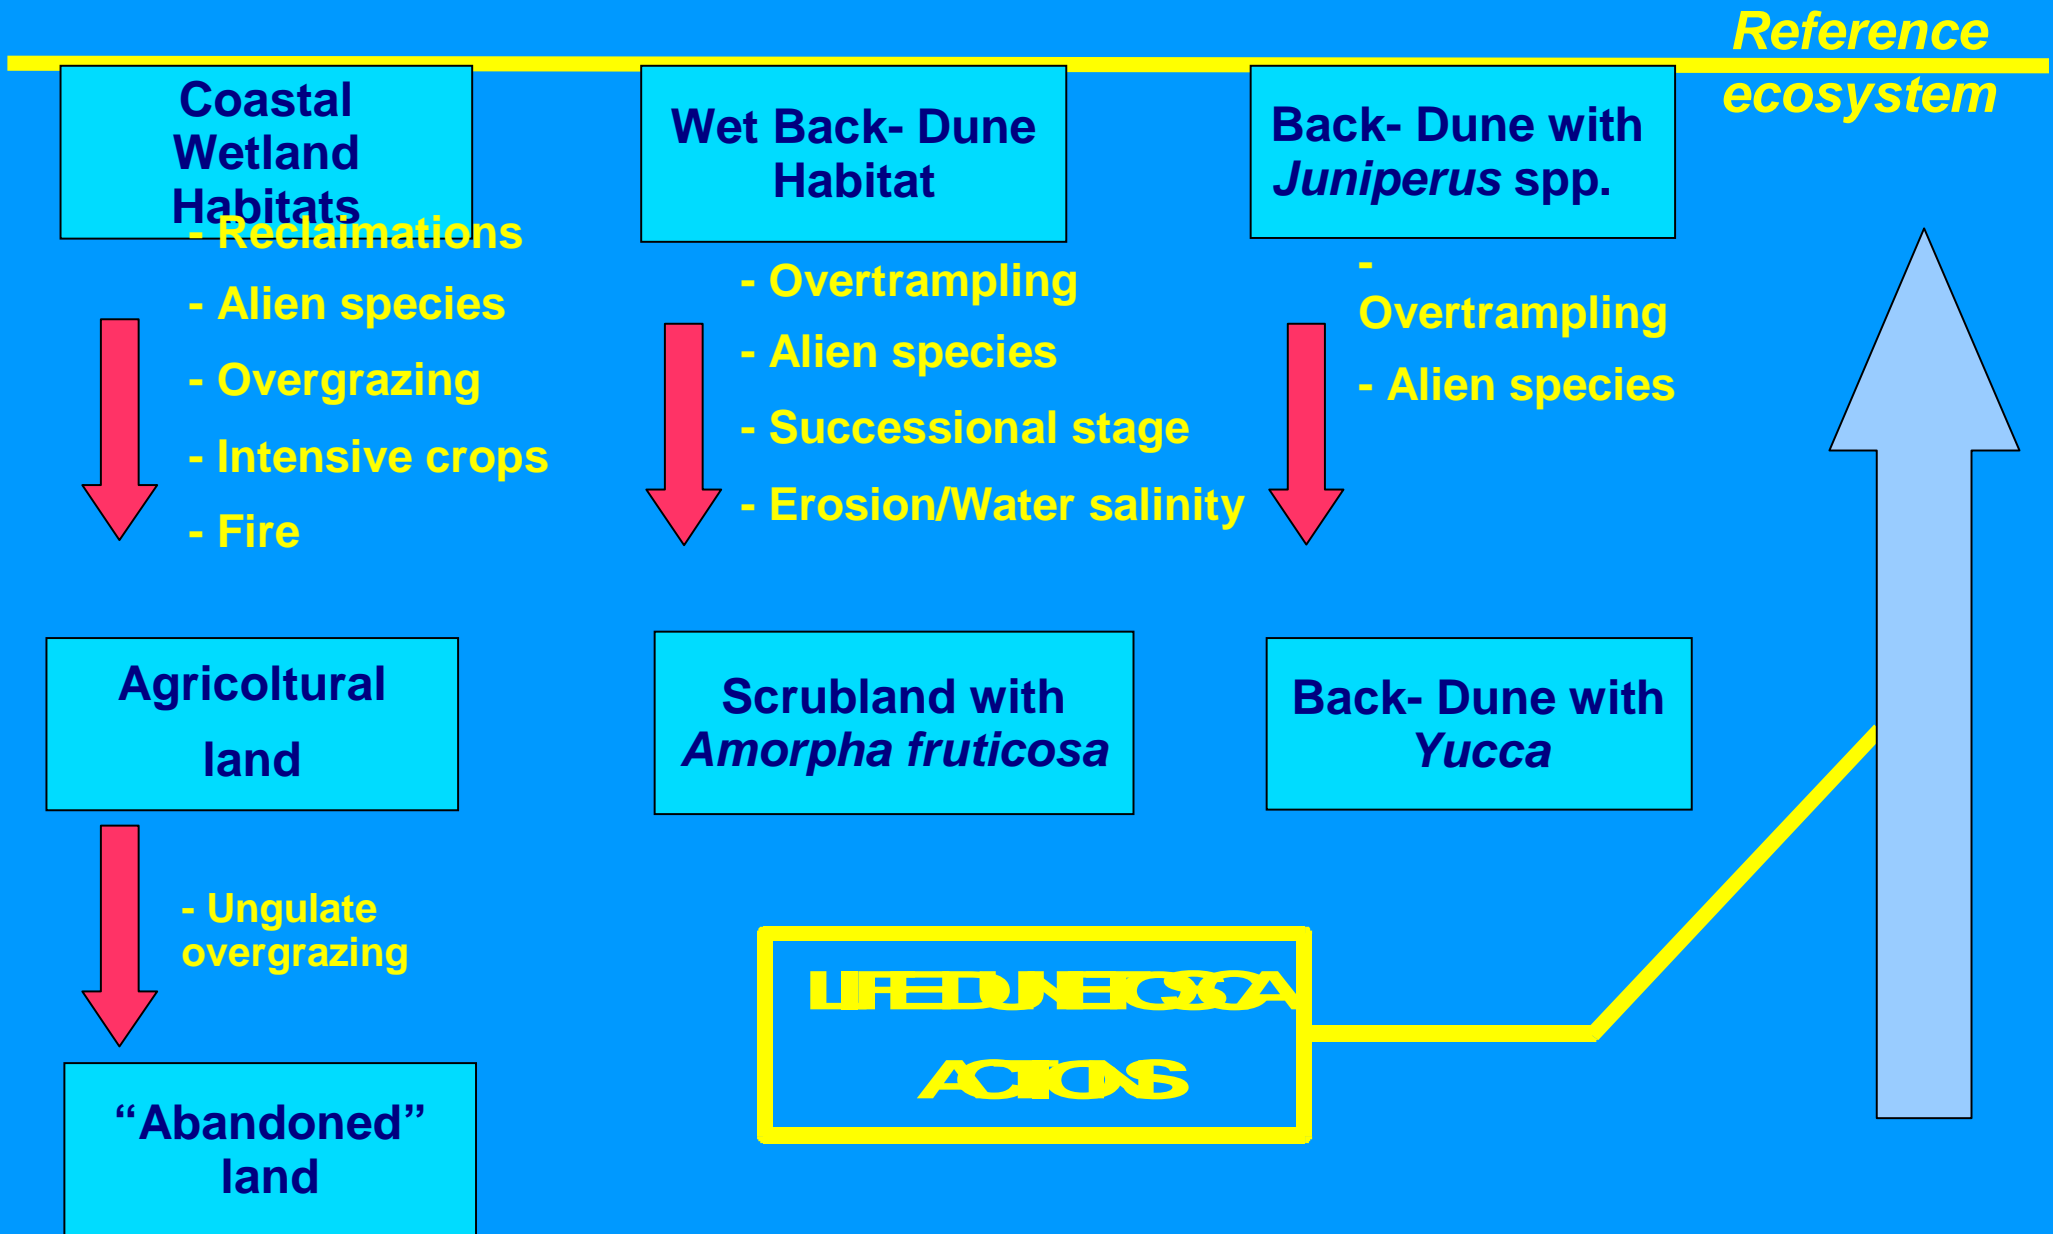 Reference
ecosystem
Coastal
Wetland
Habitats
- Reclaimations
- Alien species
- Overgrazing
- Intensive crops
- Fire
Wet Back- Dune
Habitat
- Overtrampling
- Alien species
- Successional stage
- Erosion/Water salinity
Back- Dune with
Juniperus spp.
-
Overtrampling
- Alien species
Agricoltural
land
Scrubland with
Amorpha fruticosa
Back- Dune with
Yucca
- Ungulate
overgrazing
“Abandoned”
land
LIFE
ACTIONS